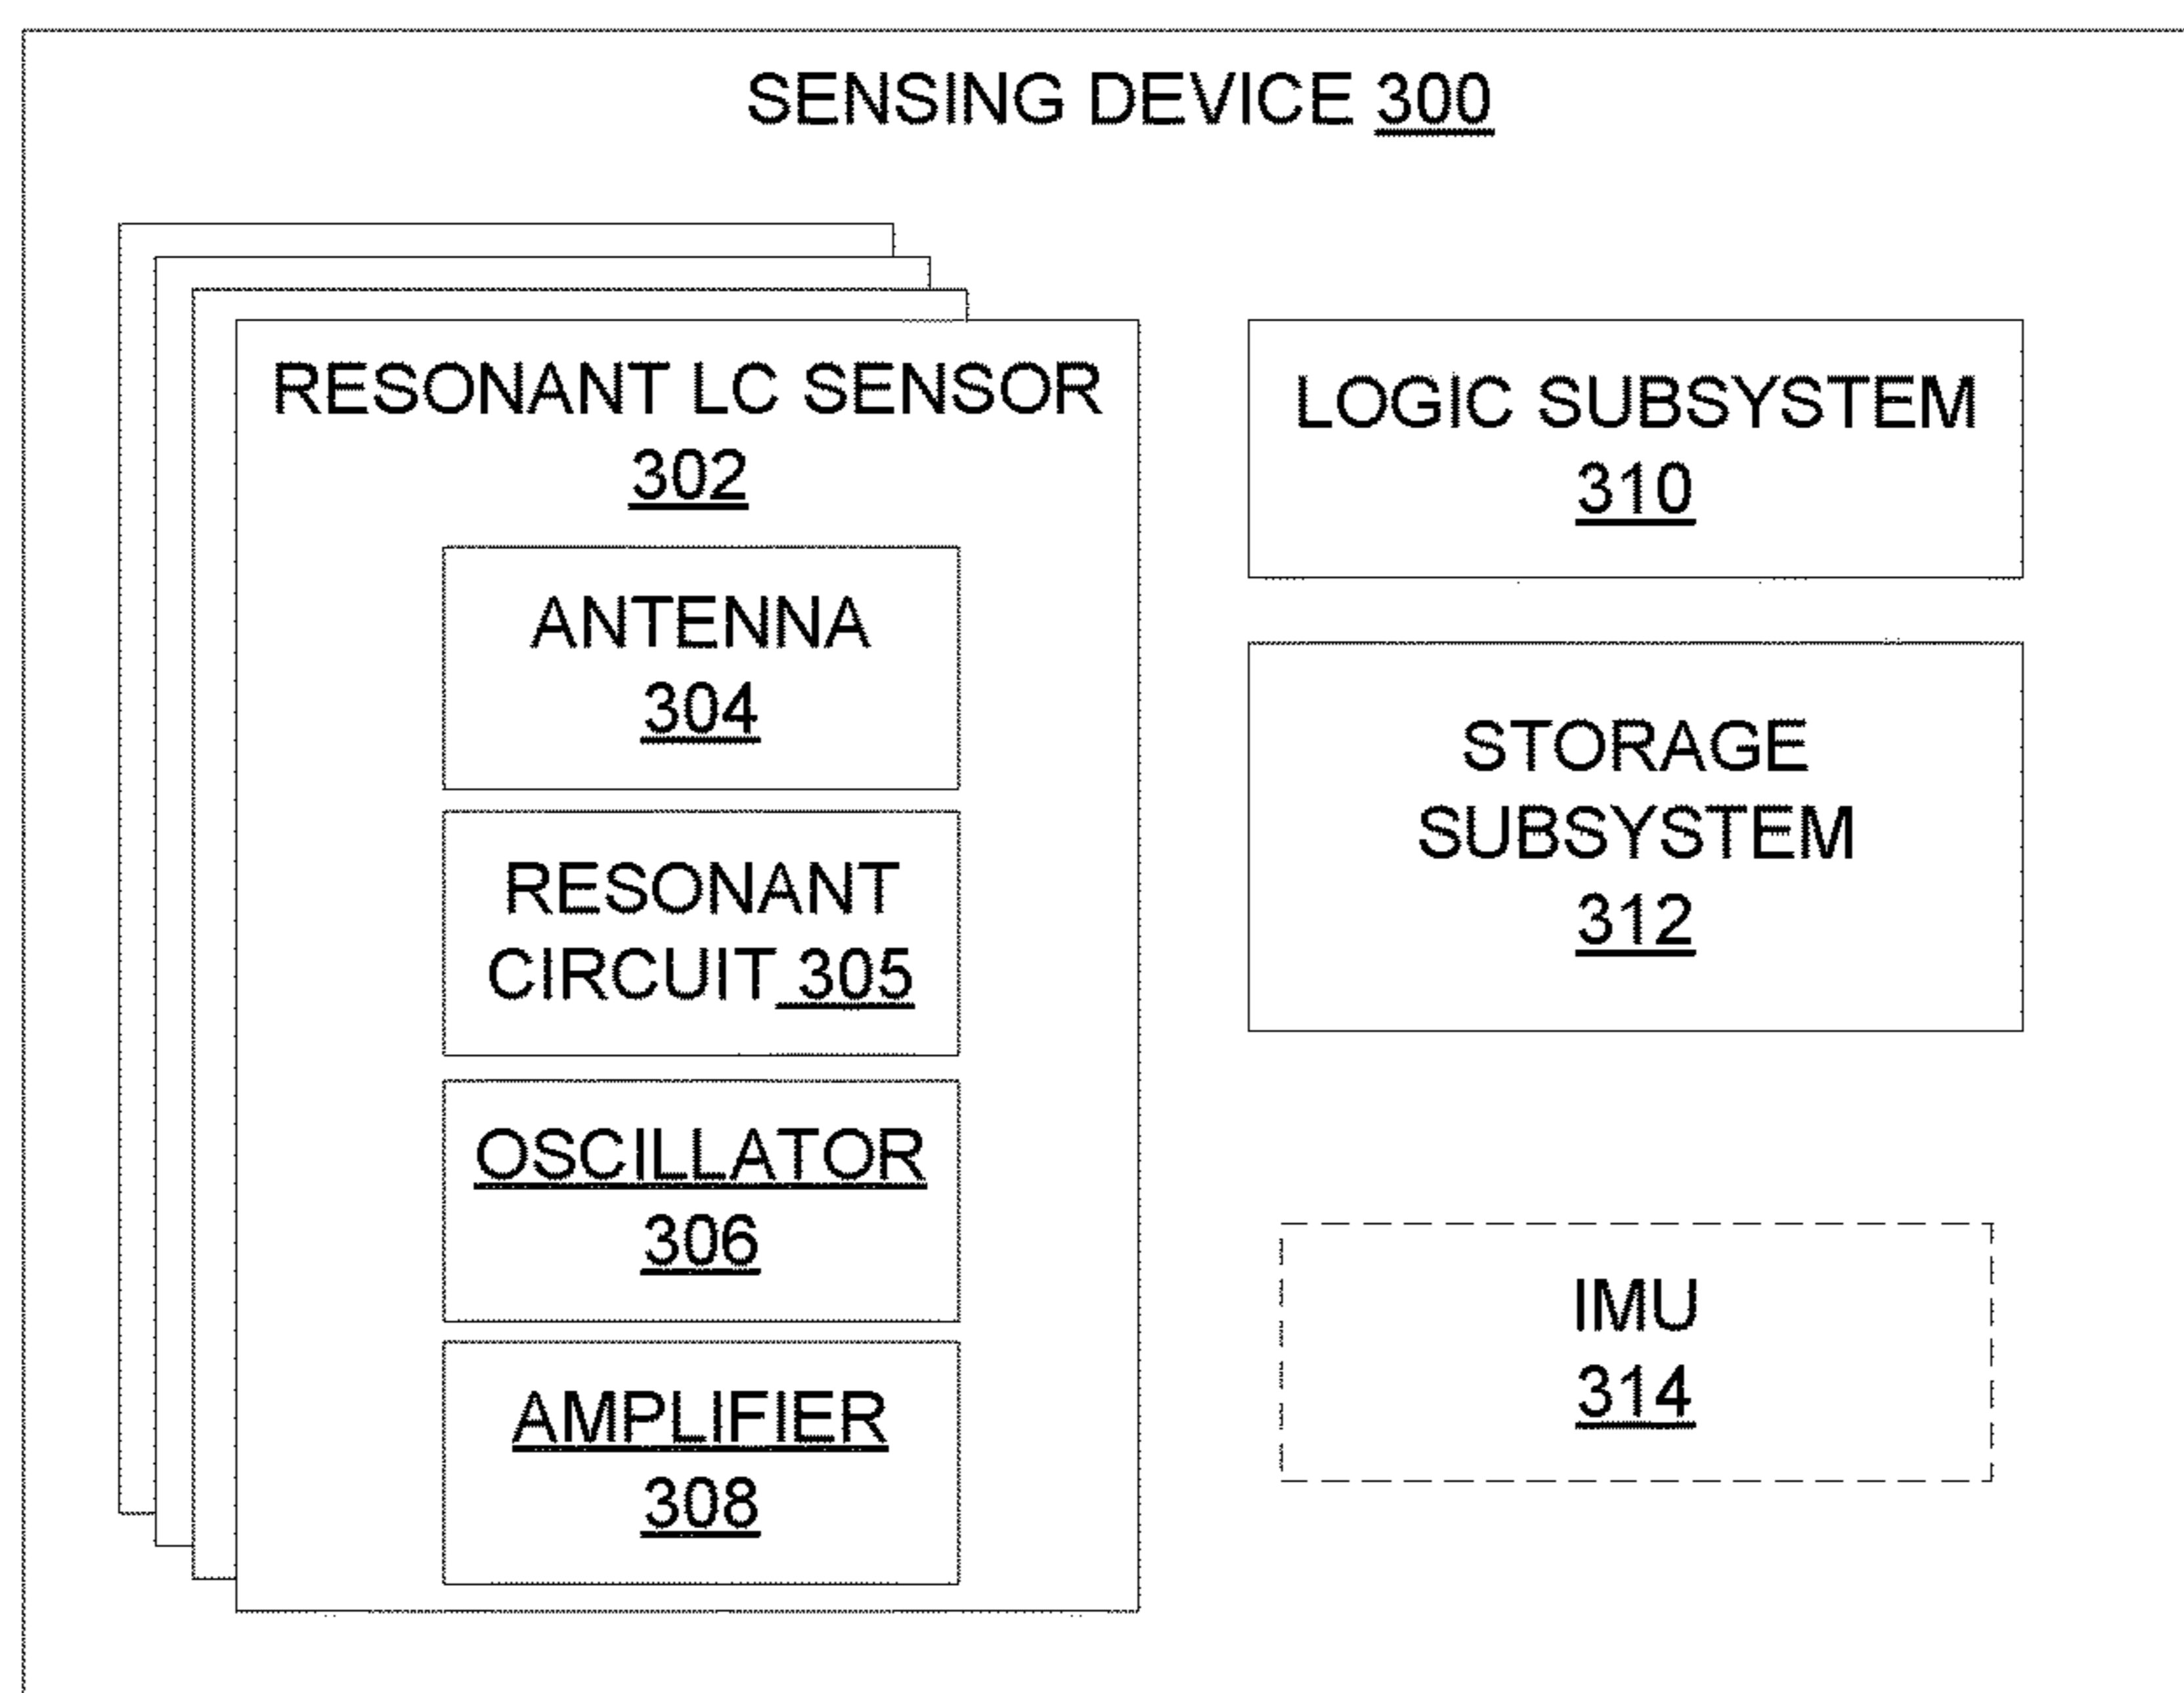 SENSING DEVICE 300
RESONANT LC SENSOR
302
ANTENNA
304
RESONANT
CIRCUIT 305
OSCILLATOR
306
AMPLIFIER
308
LOGIC SUBSYSTEM
310
STORAGE
SUBSYSTEM
312
IMU
314